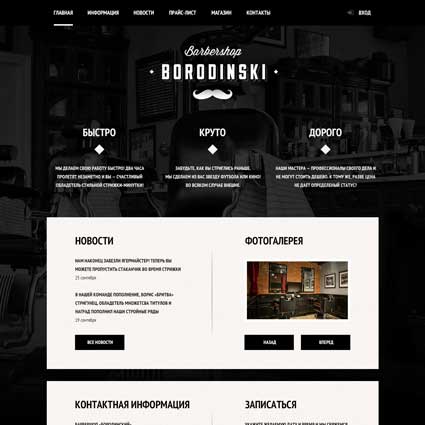 ГЛАВНАЯ ИНФОРМАЦИЯ НОВОСТИ ПРАЙС-ЛИСТ МАГАЗИН КОНТАКТЫ ВХОД
Barbershop
BORODINSKI
БЫСТРО КРУТО ДОРОГО
МЫ ДЕЛАЕМ СВОЮ РАБОТУ БЫСТРО! ДВА ЧАСА
ПРОЛЕТЯТ НЕЗАМЕТНО И ВЫ — СЧАСТЛИВЫЙ
ОБЛАДАТЕЛЬ СТИЛЬНОЙ СТРИЖКИ-МИНУТКИ!
ЗАБУДЬТЕ, КАК ВЫ СТРИГЛИСЬ РАНЬШЕ.
МЫ СДЕЛАЕМ ИЗ ВАС ЗВЕЗДУ ФУТБОЛА ИЛИ КИНО!
ВО ВСЯКОМ СЛУЧАЕ ВНЕШНЕ.
НАШИ МАСТЕРА — ПРОФЕССИОНАЛЫ СВОЕГО ДЕЛА И
НЕ МОГУТ СТОИТЬ ДЕШЕВО. К ТОМУ ЖЕ, РАЗВЕ ЦЕНА
НЕ ДАЕТ ОПРЕДЕЛЕННЫЙ СТАТУС?
НОВОСТИ
НАМ НАКОНЕЦ ЗАВЕЗЛИ ЯГЕРМАЙСТЕР! ТЕПЕРЬ ВЫ
МОЖЕТЕ ПРОПУСТИТЬ СТАКАНЧИК ВО ВРЕМЯ СТРИЖКИ
25 сентября
В НАШЕЙ КОМАНДЕ ПОПОЛНЕНИЕ, БОРИС «БРИТВА»
СТРИГУНЕЦ, ОБЛАДАТЕЛЬ МНОЖЕСТВА ТИТУЛОВ И
НАГРАД ПОПОЛНИЛ НАШИ СТРОЙНЫЕ РЯДЫ
19 сентября
ВСЕ НОВОСТИ
ФОТОГАЛЕРЕЯ
НАЗАД ВПЕРЕД
КОНТАКТНАЯ ИНФОРМАЦИЯ
ЗАПИСАТЬСЯ